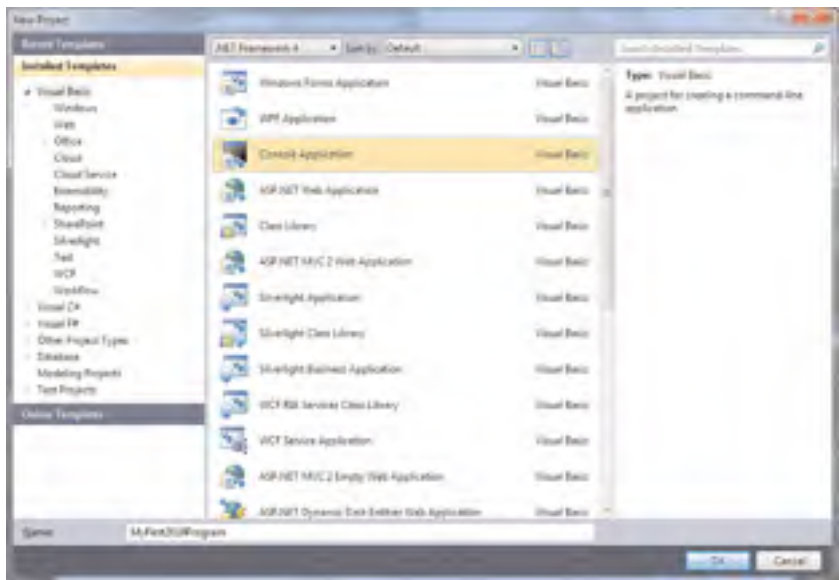 New Project
Recent Templates
Installed Templates
Visual Basic
Windows
Web
Office
Cloud
Cloud Service
Extensibility
Reporting
SharePoint
Silverlight
Test
WCF
Workflow
Visual C#
Visual F#
Other Project Types
Database
Modeling Projects
Test Projects
Online Templates
.NET Framework 4
Sort by: Default
Windows Forms Application Visual Basic
WPF Application Visual Basic
Console Application Visual Basic
ASP.NET Web Application Visual Basic
Class Library Visual Basic
ASP.NET MVC 2 Web Application Visual Basic
Silverlight Application Visual Basic
Silverlight Class Library Visual Basic
Silverlight Business Application Visual Basic
WCF RIA Services Class Library Visual Basic
WCF Service Application Visual Basic
ASP.NET MVC 2 Empty Web Application Visual Basic
ASP.NET Dynamic Data Entities Web Application Visual Basic
Search Installed Templates
Type: Visual Basic
A project for creating a command-line
application
Name:
OK
Cancel